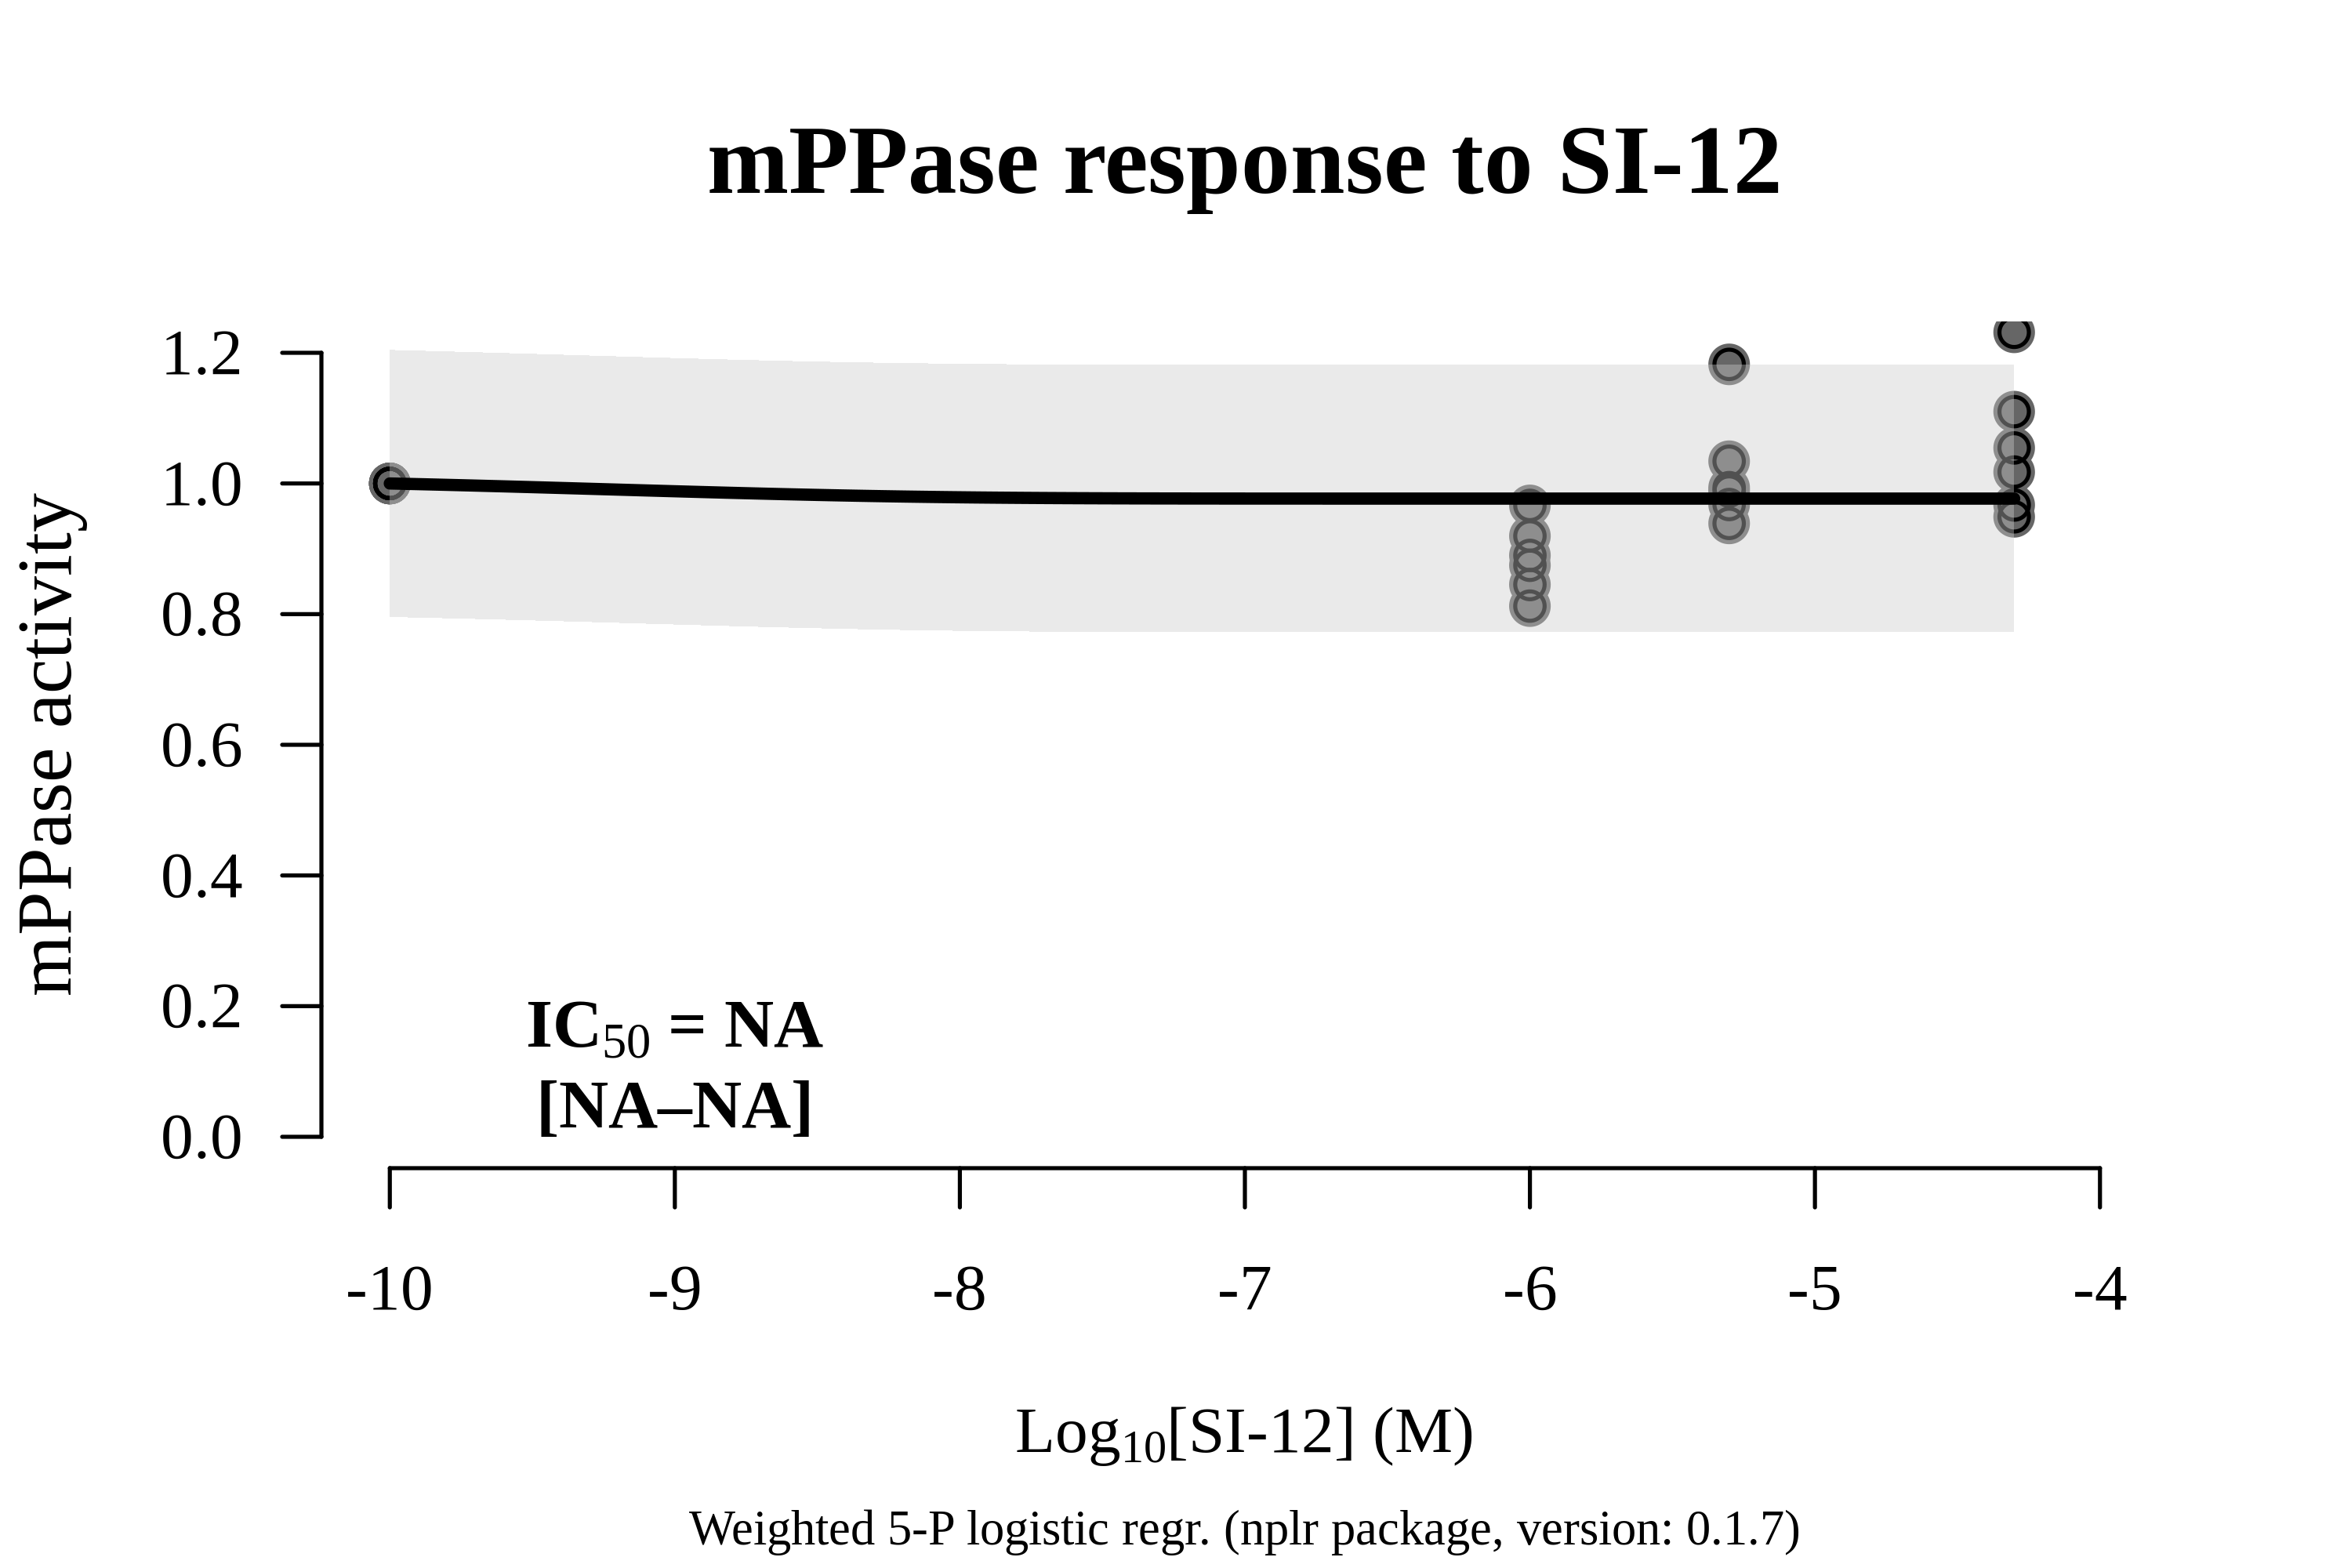 mPPase response to SI-12
mPPase activity
1.2
1.0
0.8
0.6
0.4
0.2
0.0
IC50 = NA
[NA–NA]
-10 -9 -8 -7 -6 -5 -4
Log10[SI-12] (M)
Weighted 5-P logistic regr. (nplr package, version: 0.1.7)